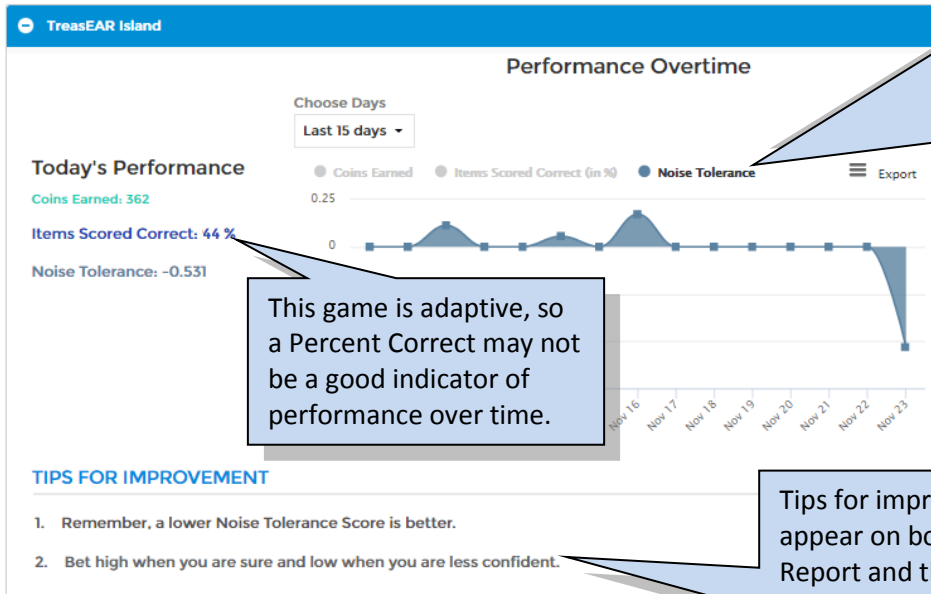 TreasEAR Island
Performance Overtime
Choose Days
Last 15 days
Today's Performance
Coins Earned: 362
Items Scored Correct: 44 %
Noise Tolerance: -0.531
Coins Earned
Items Scored Correct (in %)
Noise Tolerance
Export
0.25
0
This game is adaptive, so
a Percent Correct may not
be a good indicator of
performance over time.
Nov 16
Nov 17
Nov 18
Nov 19
Nov 20
Nov 21
Nov 22
Nov 23
TIPS FOR IMPROVEMENT
1. Remember, a lower Noise Tolerance Score is better.
2. Bet high when you are sure and low when you are less confident.
Tips for
appear on
Report and